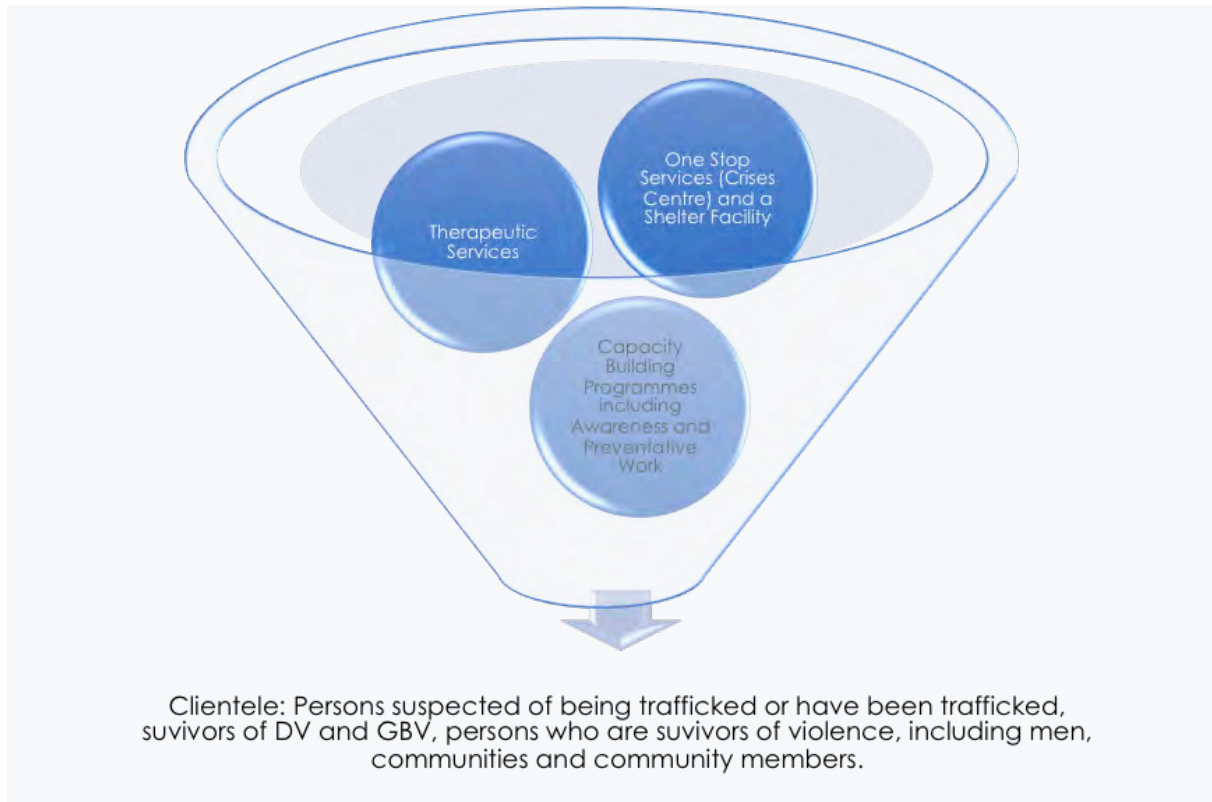 One Stop
Services (Crises
Centre) and a
Shelter Facility
Therapeutic
Services
Capacity
Building
Programmes
including
Awareness and
Preventative
Work
Clientele: Persons suspected of being trafficked or have been trafficked,
suvivors of DV and GBV, persons who are suvivors of violence, including men,
communities and community members.